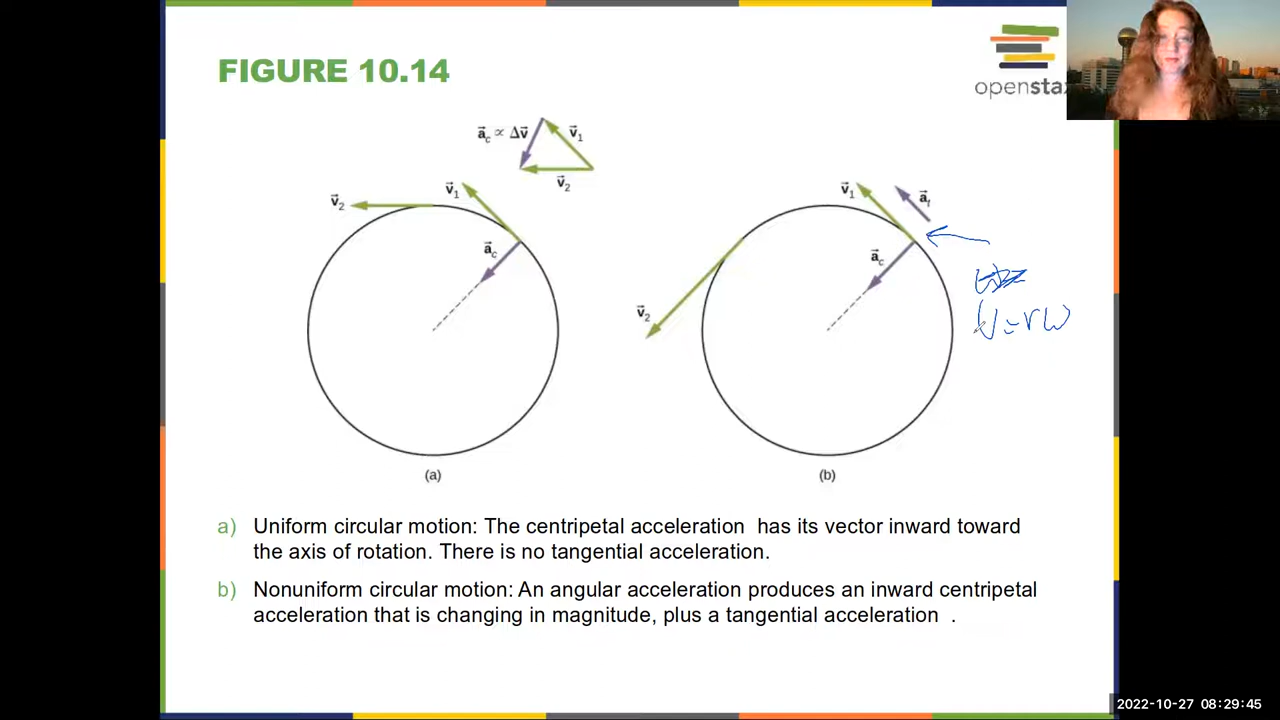 FIGURE 10.14
openstax
a⃗c ∝ Δv⃗
v⃗1
v⃗2
v⃗2
v⃗1
a⃗c
(a)
v⃗1
a⃗t
a⃗c
v⃗2
V=rω
(b)
a) Uniform circular motion: The centripetal acceleration has its vector inward toward
the axis of rotation. There is no tangential acceleration.
b) Nonuniform circular motion: An angular acceleration produces an inward centripetal
acceleration that is changing in magnitude, plus a tangential acceleration .
2022-10-27 08:29:45